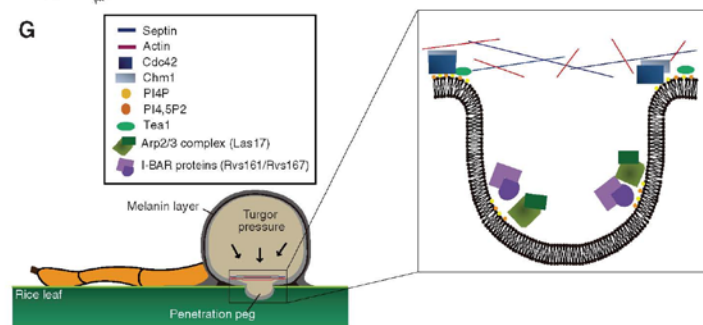 G
Septin
Actin
Cdc42
Chm1
PI4P
PI4,5P2
Tea1
Arp2/3 complex (Las17)
I-BAR proteins (Rvs161/Rvs167)
Melanin layer
Turgor
pressure
Rice leaf
Penetration peg